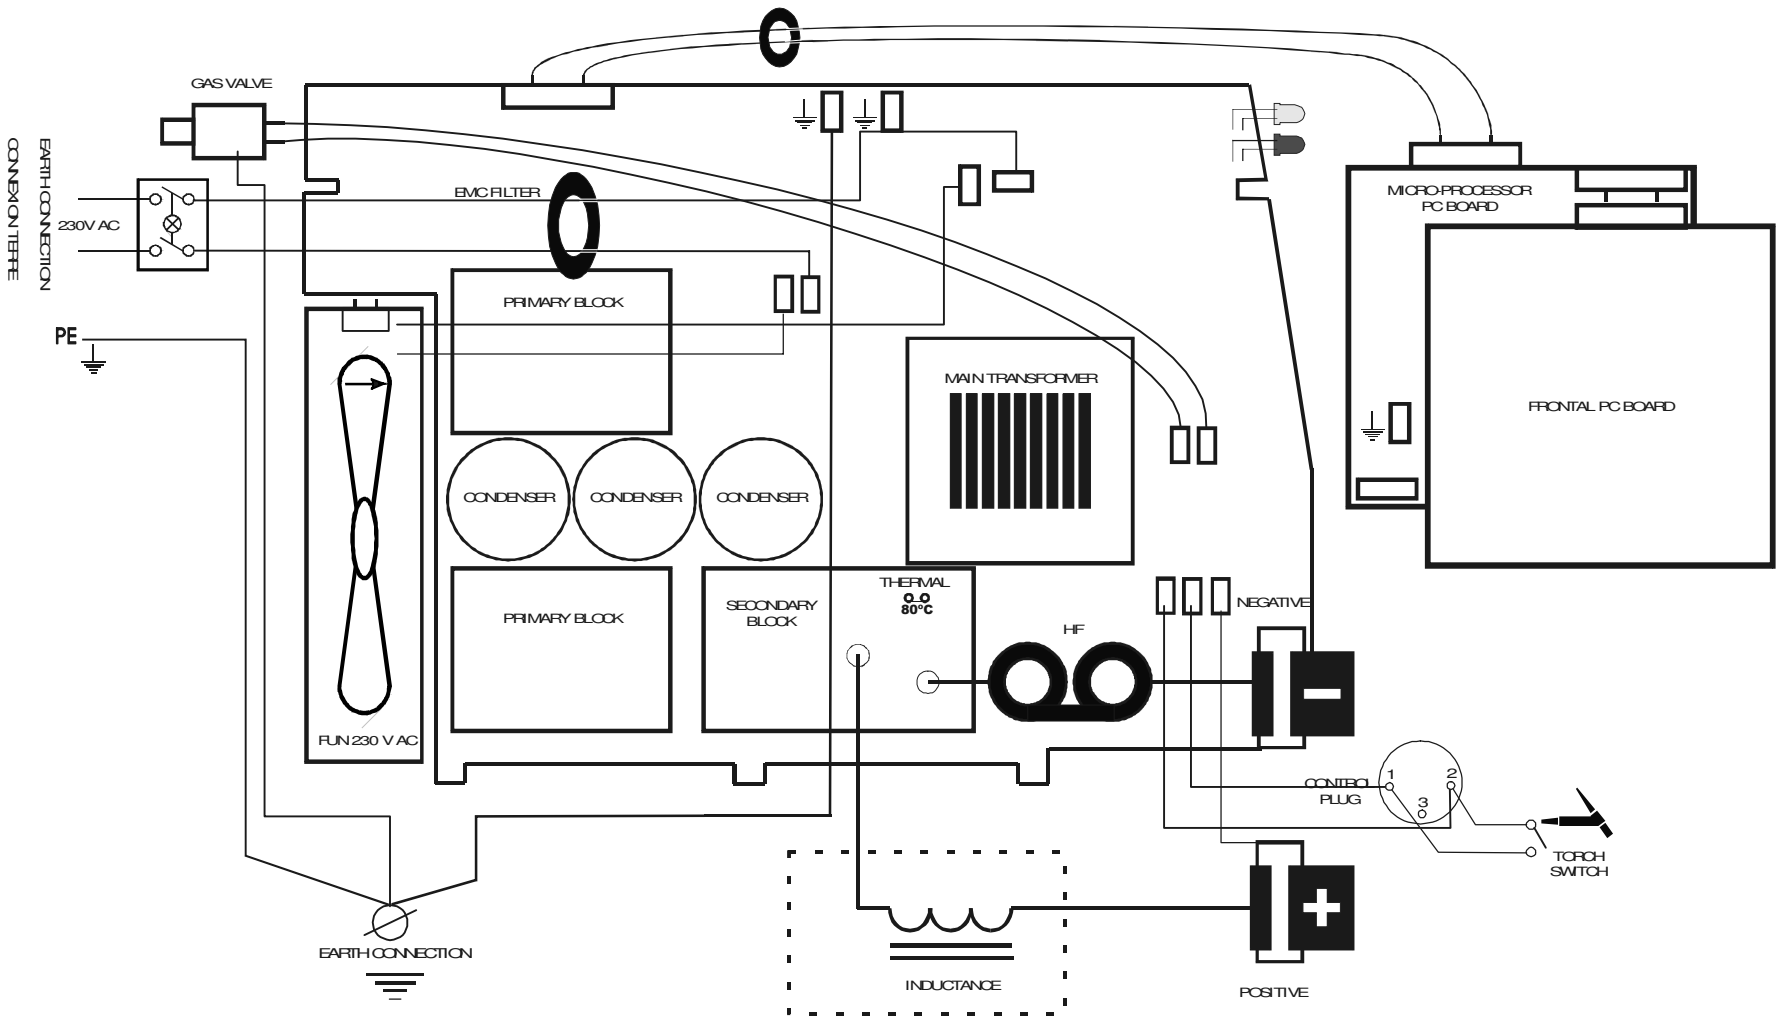 GAS VALVE
EARTH CONNECTION
CONNEXION TERRE
230V AC
EMC FILTER
MICRO-PROCESSOR
PC BOARD
PRIMARY BLOCK
PE
MAIN TRANSFORMER
FRONTAL PC BOARD
CONDENSER
CONDENSER
CONDENSER
THERMAL
80°C
SECONDARY
BLOCK
PRIMARY BLOCK
NEGATIVE
HF
FUN 230 V AC
−
CONTROL
PLUG
1
2
3
TORCH
SWITCH
+
EARTH CONNECTION
INDUCTANCE
POSITIVE